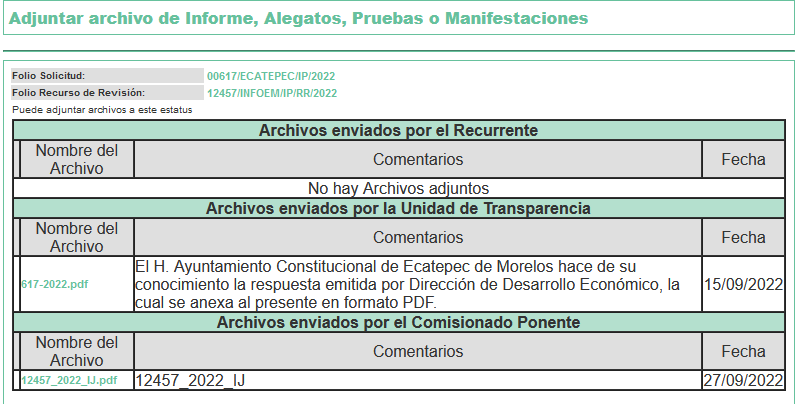 Adjuntar archivo de Informe, Alegatos, Pruebas o Manifestaciones
Folio Solicitud: 00617/ECATEPEC/IP/2022
Folio Recurso de Revisión: 12457/INFOEM/IP/RR/2022
Puede adjuntar archivos a este estatus
Archivos enviados por el Recurrente
Nombre del Archivo Comentarios Fecha
No hay Archivos adjuntos
Archivos enviados por la Unidad de Transparencia
Nombre del Archivo Comentarios Fecha
El H. Ayuntamiento Constitucional de Ecatepec de Morelos hace de su
617-2022.pdf conocimiento la respuesta emitida por Dirección de Desarrollo Económico, la 15/09/2022
cual se anexa al presente en formato PDF.
Archivos enviados por el Comisionado Ponente
Nombre del Archivo Comentarios Fecha
12457_2022_IJ.pdf 12457_2022_IJ 27/09/2022